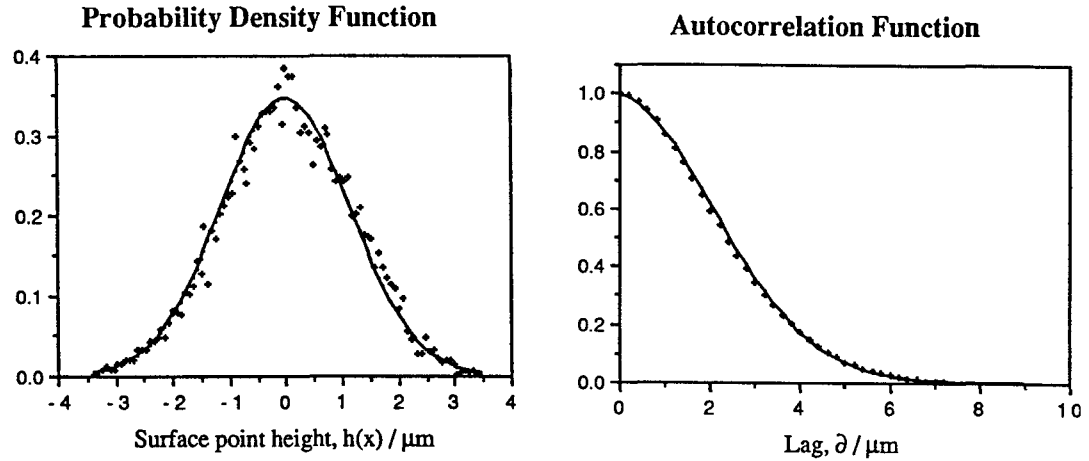 Probability Density Function
0.4
0.3
0.2
0.1
0.0
-4 -3 -2 -1 0 1 2 3 4
Surface point height, h(x) / μm
Autocorrelation Function
1.0
0.8
0.6
0.4
0.2
0.0
0 2 4 6 8 10
Lag, ∂ / μm